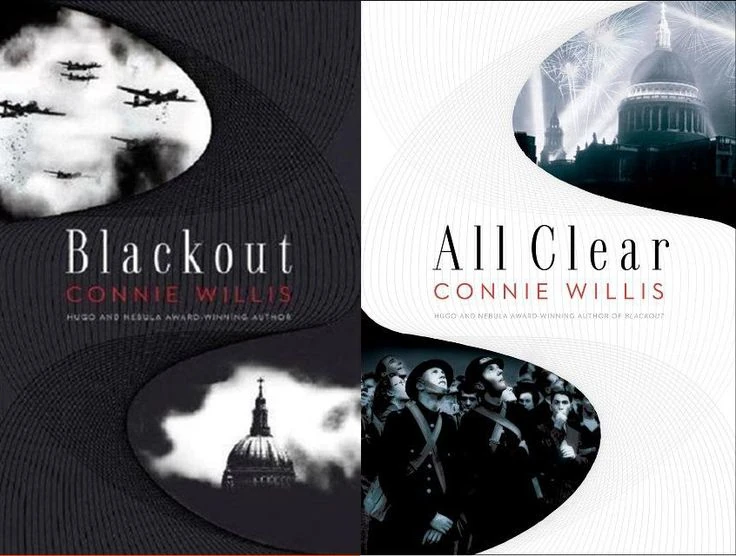 Blackout
CONNIE WILLIS
HUGO AND NEBULA AWARD-WINNING AUTHOR
All Clear
CONNIE WILLIS
HUGO AND NEBULA AWARD-WINNING AUTHOR OF BLACKOUT